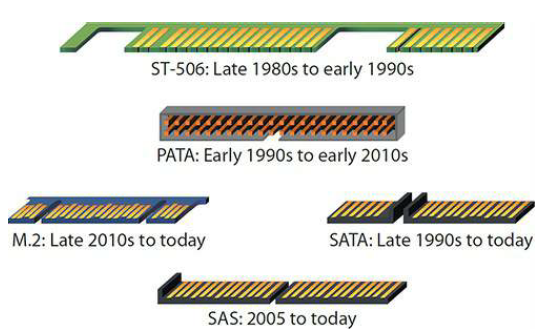 ST-506: Late 1980s to early 1990s
PATA: Early 1990s to early 2010s
M.2: Late 2010s to today
SATA: Late 1990s to today
SAS: 2005 to today